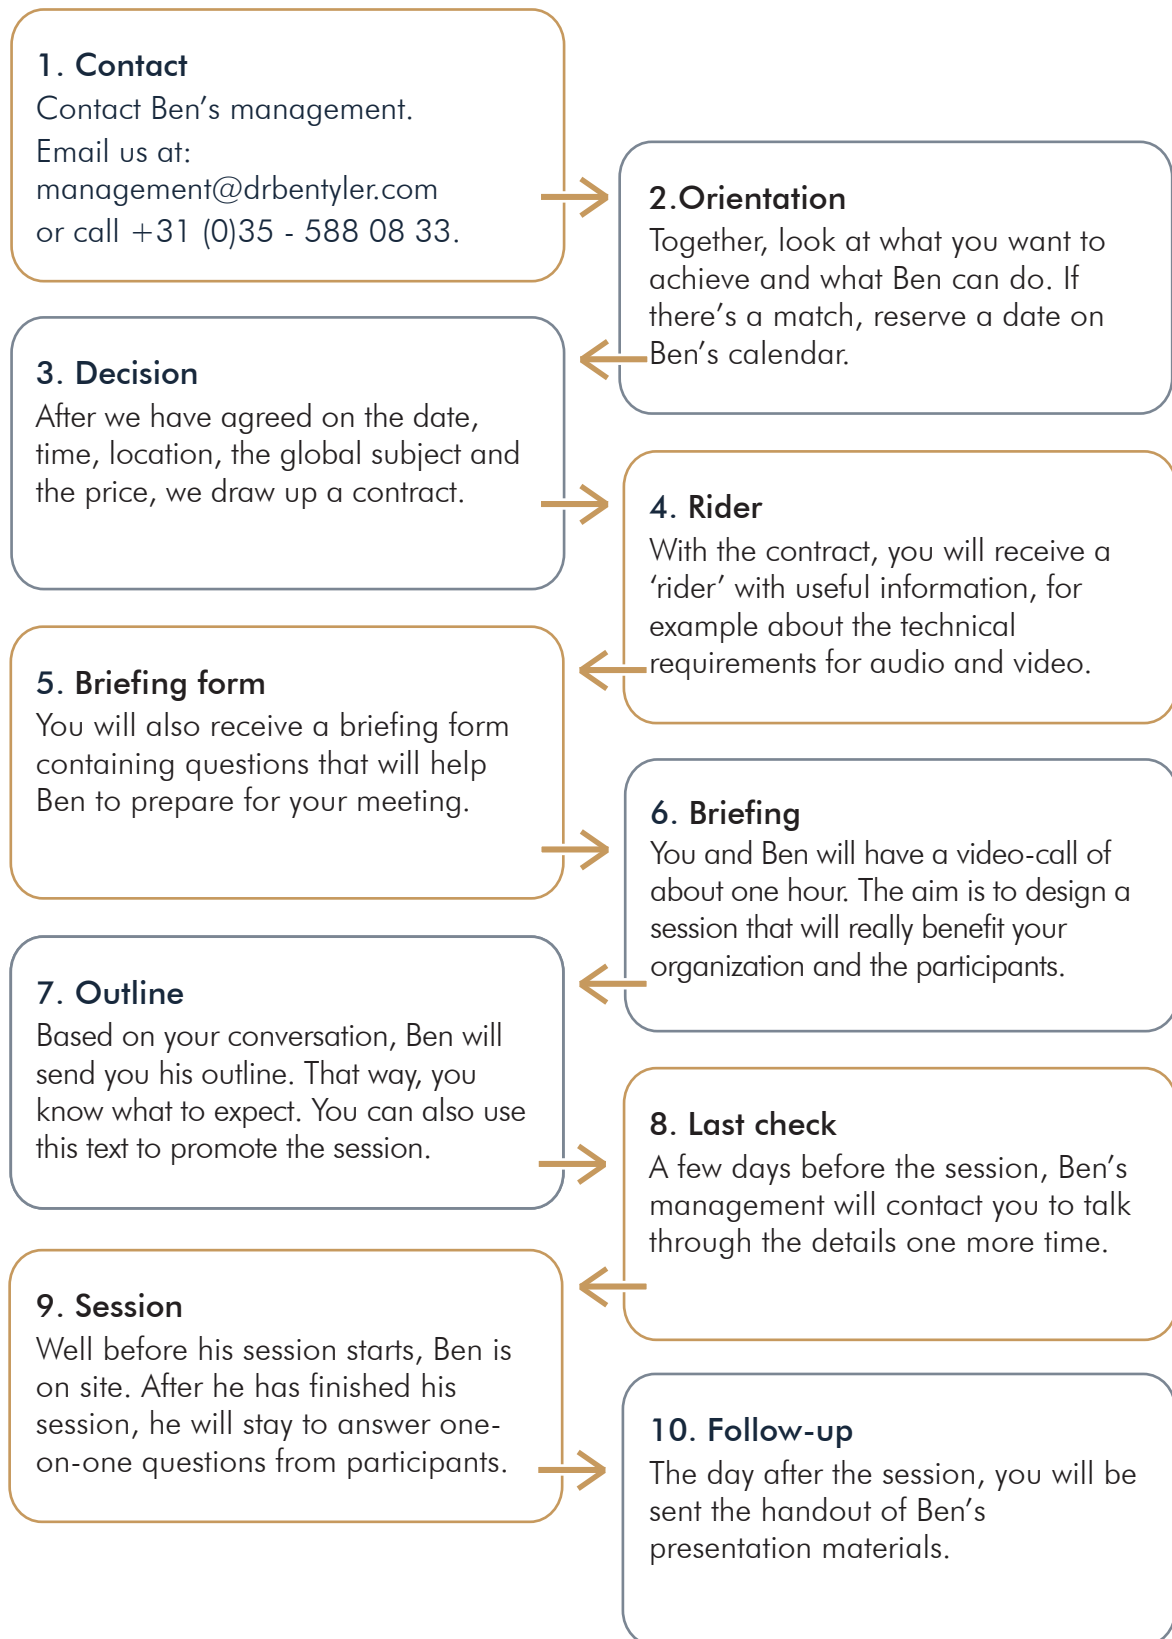 1. Contact
Contact Ben’s management.
Email us at:
management@drbentyler.com
or call +31 (0)35 - 588 08 33.
2.Orientation
Together, look at what you want to
achieve and what Ben can do. If
there’s a match, reserve a date on
Ben’s calendar.
3. Decision
After we have agreed on the date,
time, location, the global subject and
the price, we draw up a contract.
4. Rider
With the contract, you will receive a
‘rider’ with useful information, for
example about the technical
requirements for audio and video.
5. Briefing form
You will also receive a briefing form
containing questions that will help
Ben to prepare for your meeting.
6. Briefing
You and Ben will have a video-call of
about one hour. The aim is to design a
session that will really benefit your
organization and the participants.
7. Outline
Based on your conversation, Ben will
send you his outline. That way, you
know what to expect. You can also use
this text to promote the session.
8. Last check
A few days before the session, Ben’s
management will contact you to talk
through the details one more time.
9. Session
Well before his session starts, Ben is
on site. After he has finished his
session, he will stay to answer one-
on-one questions from participants.
10. Follow-up
The day after the session, you will be
sent the handout of Ben’s
presentation materials.